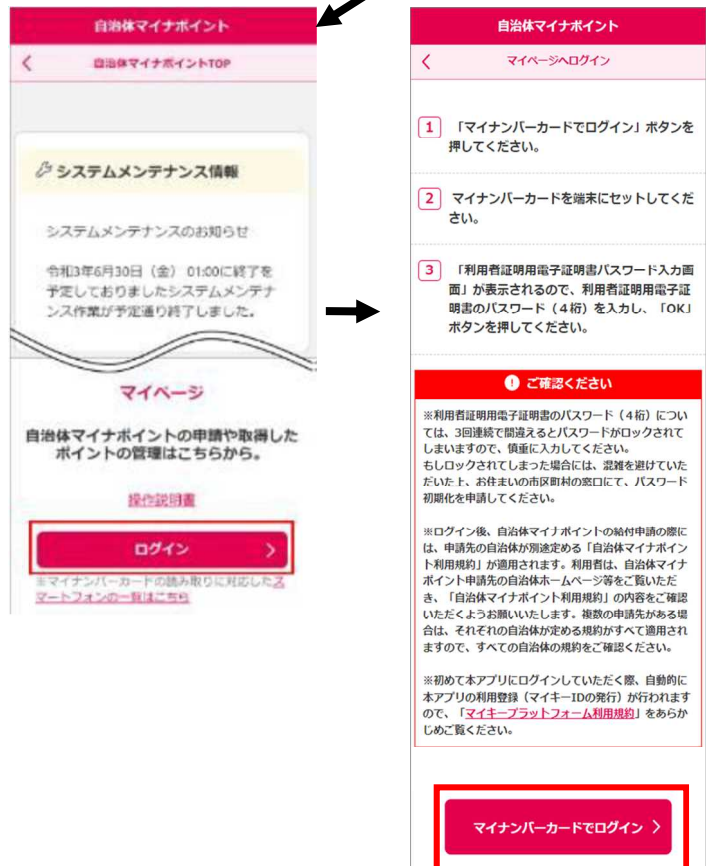 自治体マイナポイント
自治体マイナポイントTOP
システムメンテナンス情報
システムメンテナンスのお知らせ
令和3年6月30日（金） 01:00に終了を
予定しておりましたシステムメンテナ
ンス作業が予定通り終了しました。
マイページ
自治体マイナポイントの申請や取得した
ポイントの管理はこちらから。
操作説明書
ログイン
※マイナンバーカードの読み取りに対応したス
マートフォンの一覧はこちら
自治体マイナポイント
マイページへログイン
1 「マイナンバーカードでログイン」ボタンを
押してください。
2 マイナンバーカードを端末にセットしてくだ
さい。
3 「利用者証明用電子証明書パスワード入力画
面」が表示されるので、利用者証明用電子証
明書のパスワード（4桁）を入力し、「OK」
ボタンを押してください。
ご確認ください
※利用者証明用電子証明書のパスワード（4桁）につい
ては、3回連続で間違えるとパスワードがロックされて
しまいますので、慎重に入力してください。
もしロックされてしまった場合には、混雑を避けていた
だいた上、お住まいの市区町村の窓口にて、パスワード
初期化を申請してください。
※ログイン後、自治体マイナポイントの給付申請の際に
は、申請先の自治体が別途定める「自治体マイナポイン
ト利用規約」が適用されます。利用者は、自治体マイナ
ポイント申請先の自治体ホームページ等をご覧いただ
き、「自治体マイナポイント利用規約」の内容をご確認
いただくようお願いいたします。複数の申請先がある場
合は、それぞれの自治体が定める規約がすべて適用され
ますので、すべての自治体の規約をご確認ください。
※初めて本アプリにログインしていただく際、自動的に
本アプリの利用登録（マイキーIDの発行）が行われます
ので、「マイキープラットフォーム利用規約」をあらか
じめご覧ください。
マイナンバーカードでログイン